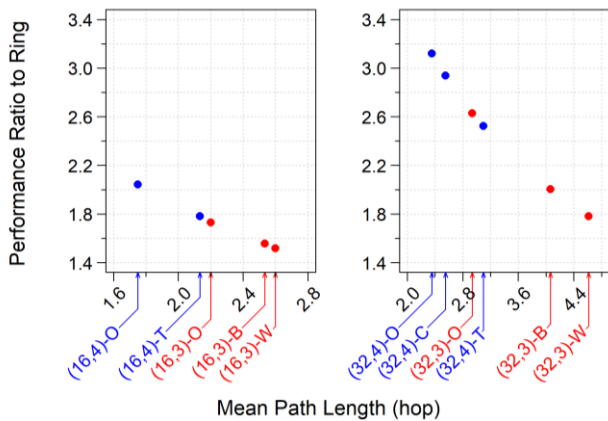 Performance Ratio to Ring
3.4
3.0
2.6
2.2
1.8
1.4
1.6
2.0
2.4
2.8
(16,4)-O
(16,4)-T
(16,3)-O
(16,3)-B
(16,3)-W
3.4
3.0
2.6
2.2
1.8
1.4
2.0
2.8
3.6
4.4
(32,4)-O
(32,4)-C
(32,3)-O
(32,4)-T
(32,3)-B
(32,3)-W
Mean Path Length (hop)